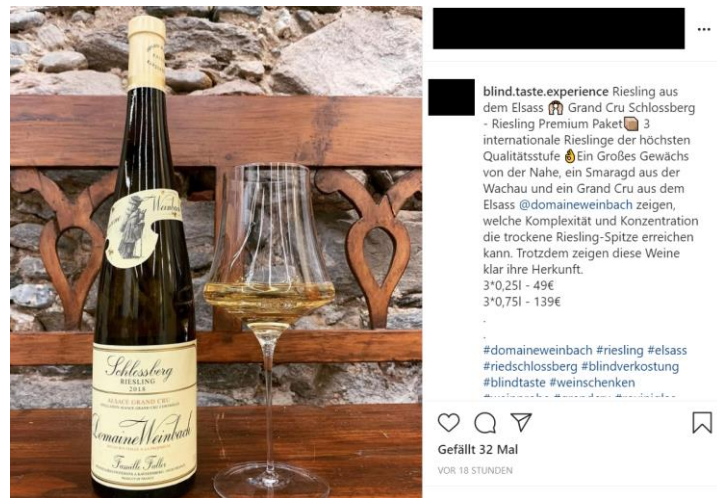 blind.taste.experience Riesling aus
dem Elsass Grand Cru Schlossberg
- Riesling Premium Paket 3
internationale Rieslinge der höchsten
Qualitätsstufe Ein Großes Gewächs
von der Nahe, ein Smaragd aus der
Wachau und ein Grand Cru aus dem
Elsass @domaineweinbach zeigen,
welche Komplexität und Konzentration
die trockene Riesling-Spitze erreichen
kann. Trotzdem zeigen diese Weine
klar ihre Herkunft.
3*0,25l - 49€
3*0,75l - 139€
.
.
#domaineweinbach #riesling #elsass
#riedschlossberg #blindverkostung
#blindtaste #weinschenken
Gefällt 32 Mal
VOR 18 STUNDEN
Schlossberg
RIESLING
2018
ALSACE GRAND CRU
Domaine Weinbach
Famille Faller